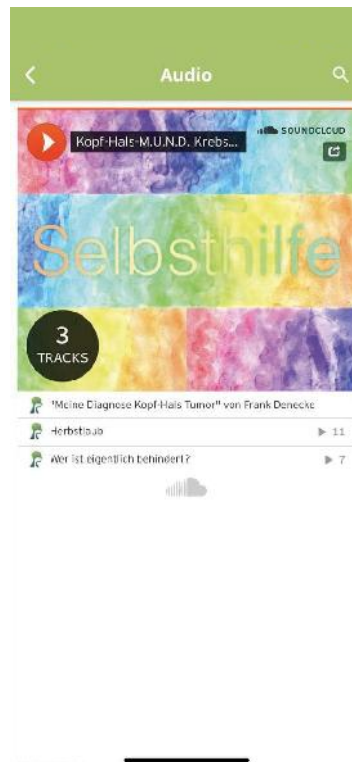 Audio
Kopf-Hals-M.U.N.D. Krebs...
SOUNDCLOUD
Selbsthilfe
3
TRACKS
"Meine Diagnose Kopf-Hals Tumor" von Frank Denecke
Herbstlaub
11
Wer ist eigentlich behindert?
7